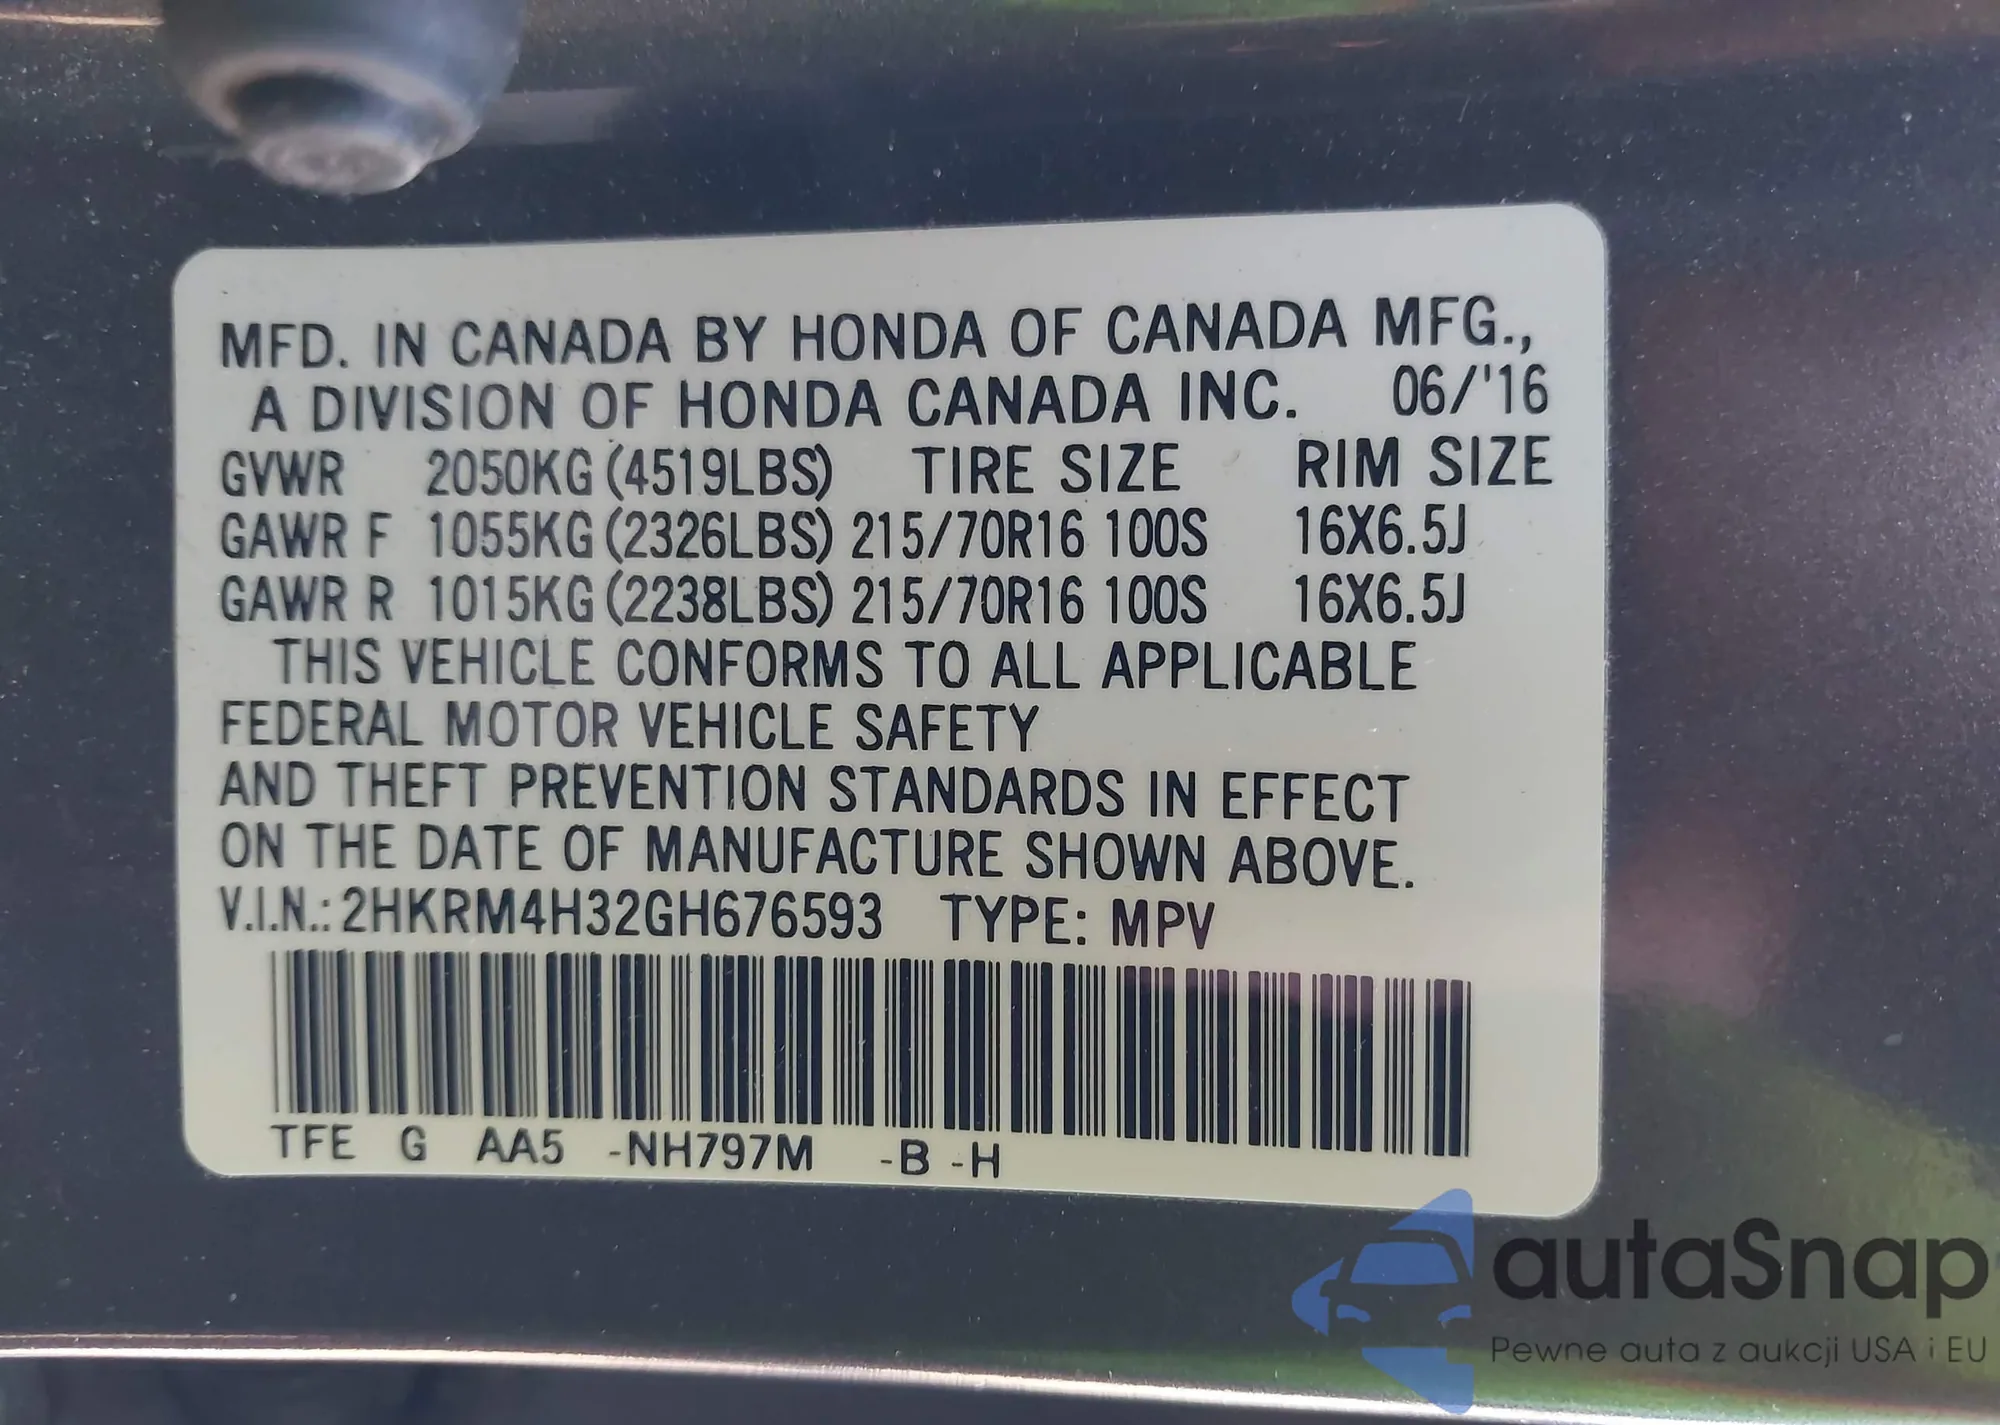 MFD. IN CANADA BY HONDA OF CANADA MFG.,
A DIVISION OF HONDA CANADA INC. 06/'16
GVWR 2050KG (4519LBS) TIRE SIZE RIM SIZE
GAWR F 1055KG (2326LBS) 215/70R16 100S 16X6.5J
GAWR R 1015KG (2238LBS) 215/70R16 100S 16X6.5J
THIS VEHICLE CONFORMS TO ALL APPLICABLE
FEDERAL MOTOR VEHICLE SAFETY
AND THEFT PREVENTION STANDARDS IN EFFECT
ON THE DATE OF MANUFACTURE SHOWN ABOVE.
V.I.N.: 2HKRM4H32GH676593 TYPE: MPV
TFE G AA5 -NH797M -B -H
autaSnap
Pewne auta z aukcji USA i EU